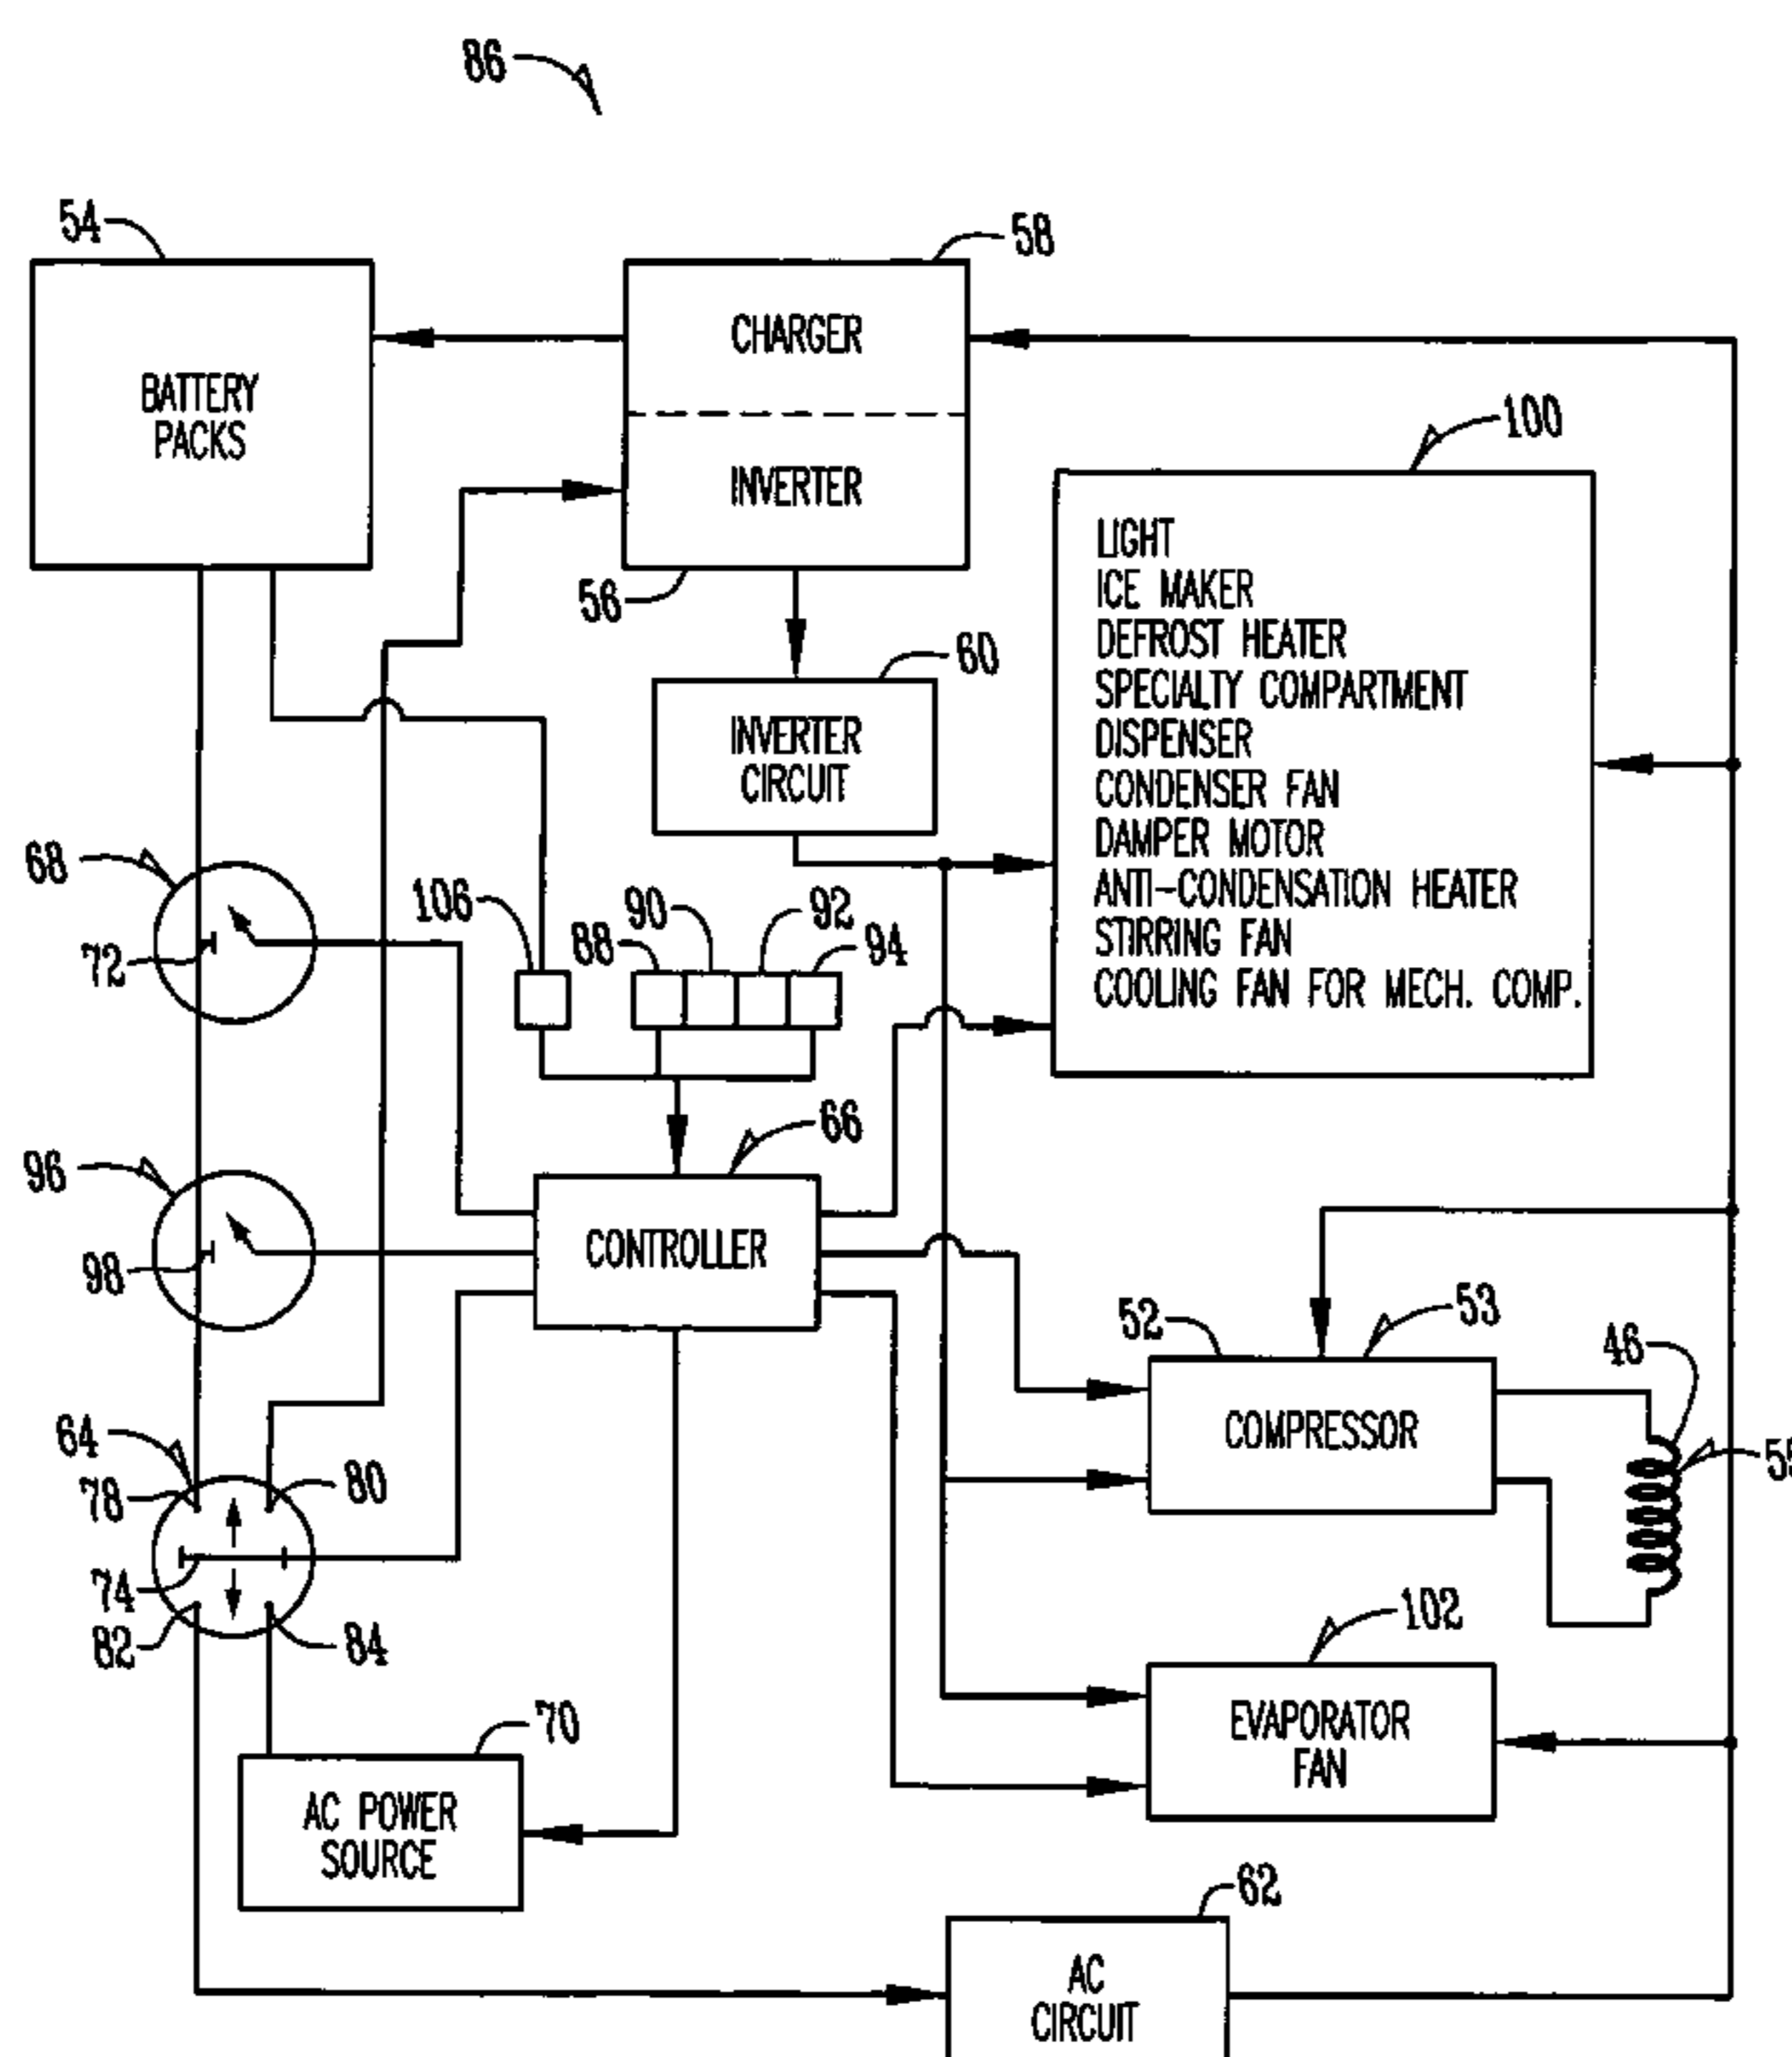 86
54
58
BATTERY
PACKS
CHARGER
INVERTER
56
100
LIGHT
ICE MAKER
DEFROST HEATER
SPECIALTY COMPARTMENT
DISPENSER
CONDENSER FAN
DAMPER MOTOR
ANTI-CONDENSATION HEATER
STIRRING FAN
COOLING FAN FOR MECH. COMP.
60
INVERTER
CIRCUIT
68
72
106
88
90
92
94
96
98
66
CONTROLLER
52
53
COMPRESSOR
46
64
78
80
74
82
84
102
EVAPORATOR
FAN
70
AC POWER
SOURCE
62
AC
CIRCUIT